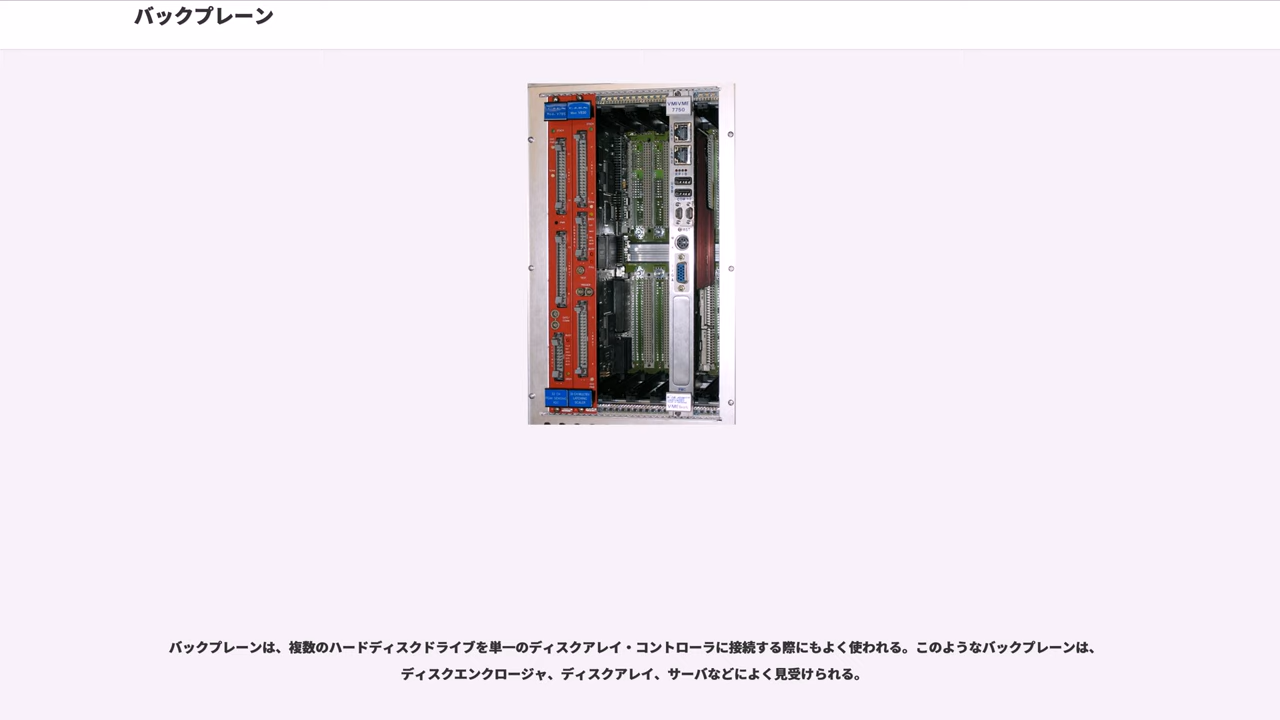 バックプレーン
VMIVME
7750
バックプレーンは、複数のハードディスクドライブを単一のディスクアレイ・コントローラに接続する際にもよく使われる。このようなバックプレーンは、
ディスクエンクロージャ、ディスクアレイ、サーバなどによく見受けられる。